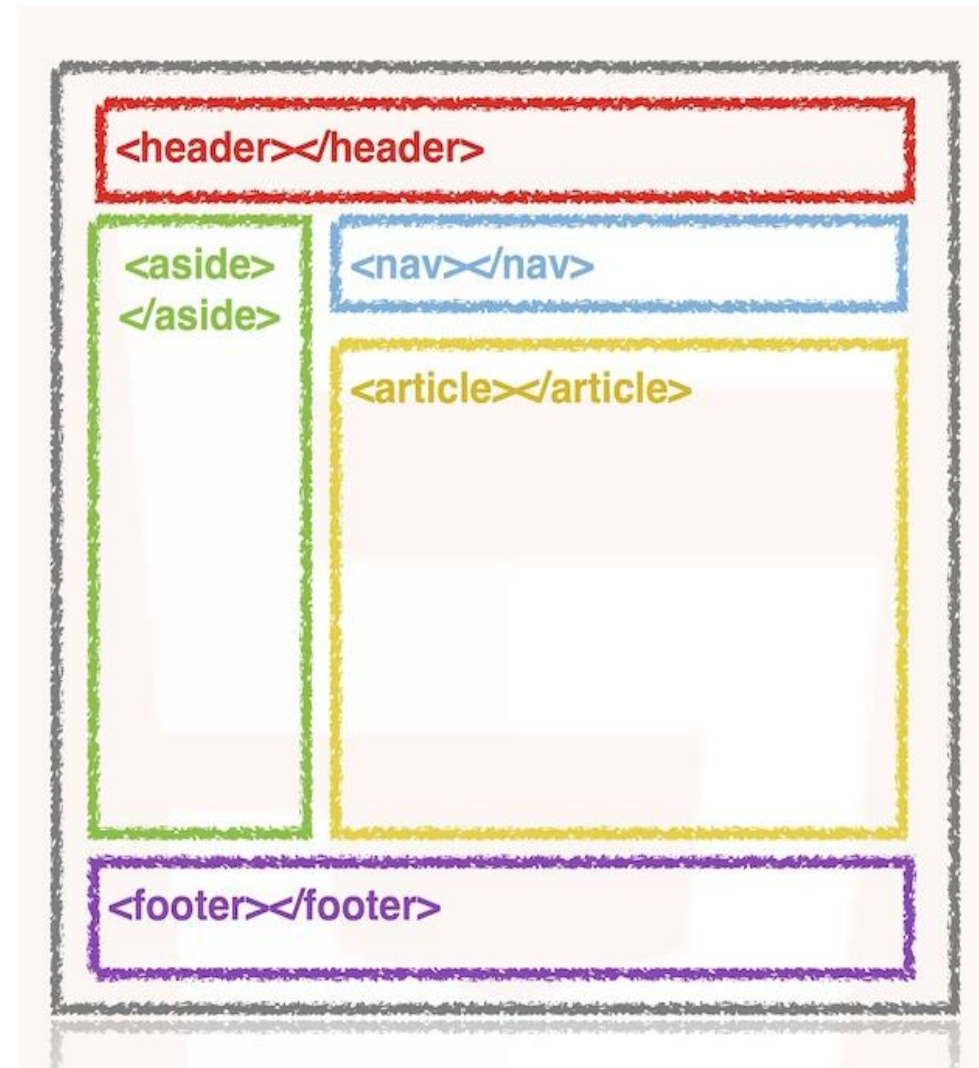 <header></header>
<aside>
</aside>
<nav></nav>
<article></article>
<footer></footer>